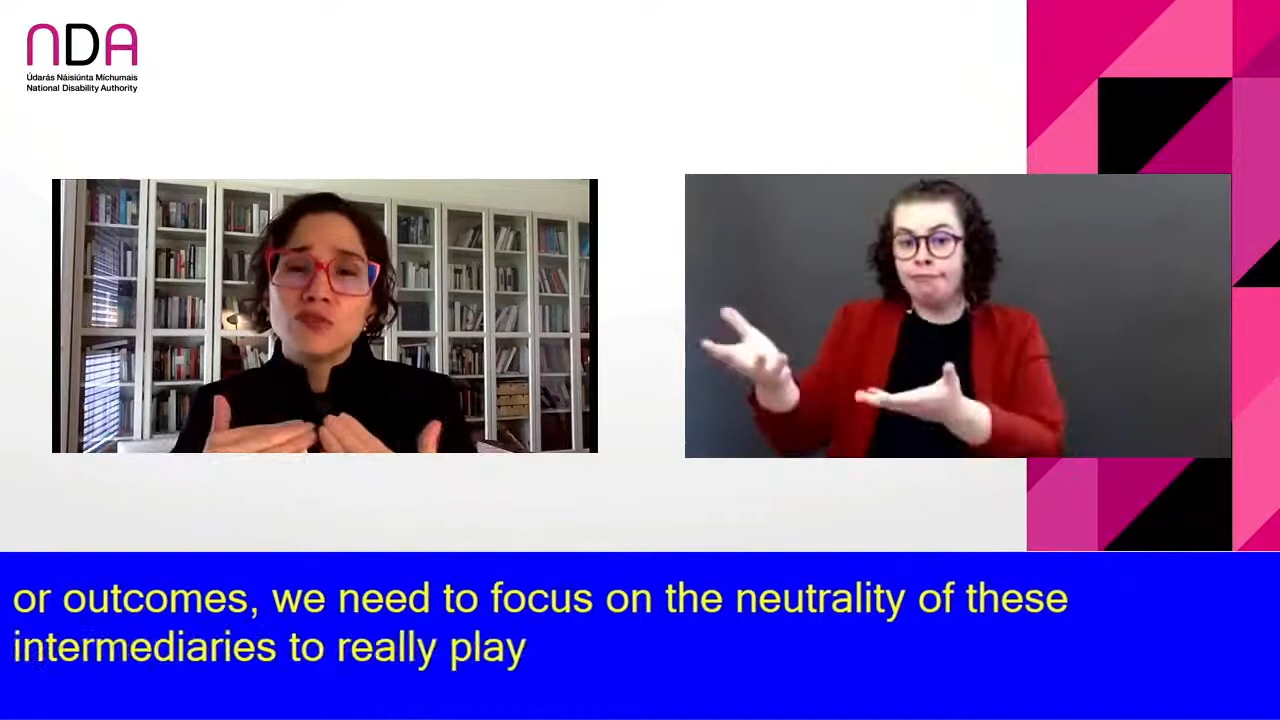 NDA
Údarás Náisiúnta Míchumais
National Disability Authority
or outcomes, we need to focus on the neutrality of these
intermediaries to really play